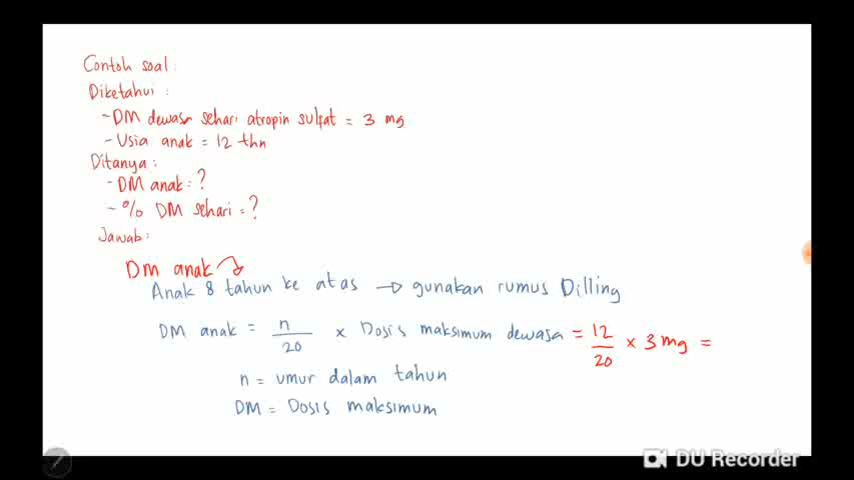 Contoh soal:
Diketahui:
- DM dewasa sehari atropin sulfat = 3 mg
- Usia anak = 12 thn
Ditanya:
- DM anak = ?
- % DM sehari = ?
Jawab:
DM anak
Anak 8 tahun ke atas → gunakan rumus Dilling
DM anak = n/20 x Dosis maksimum dewasa = 12/20 x 3 mg =
n = umur dalam tahun
DM = Dosis maksimum
DU Recorder